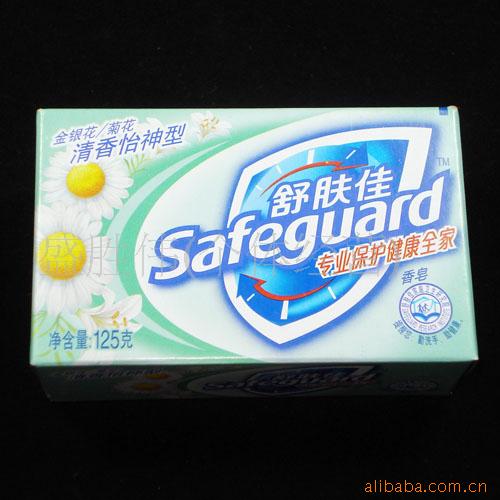 金银花/菊花
清香怡神型
舒肤佳
Safeguard
TM
专业保护健康全家
香皂
净含量:125克
alibaba.com.cn